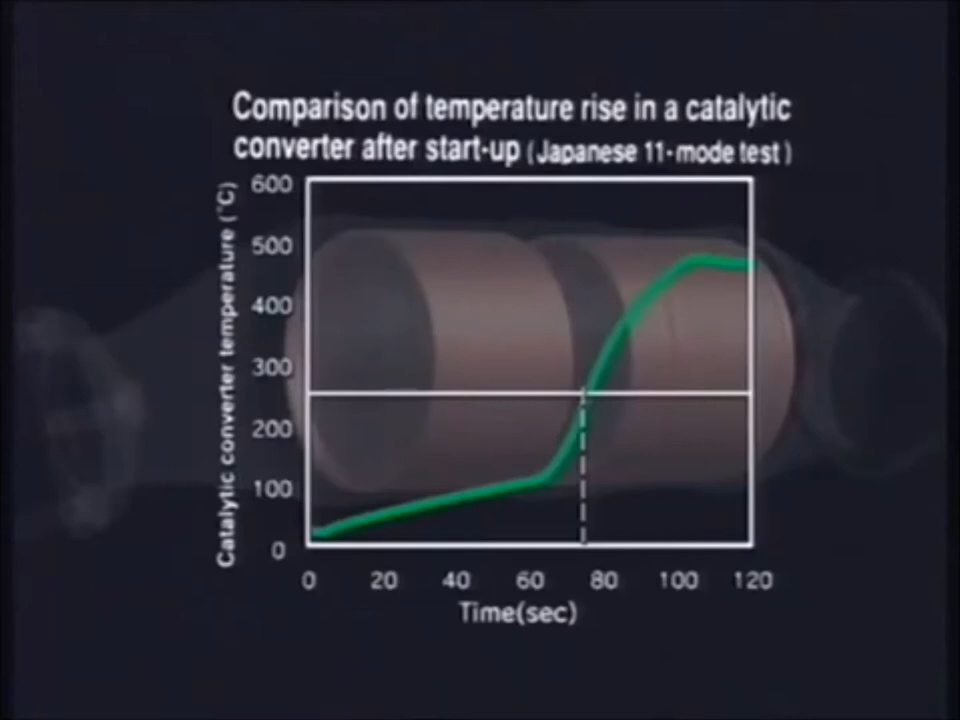 Comparison of temperature rise in a catalytic
converter after start-up (Japanese 11-mode test)
Catalytic converter temperature (°C)
600
500
400
300
200
100
0
0 20 40 60 80 100 120
Time(sec)